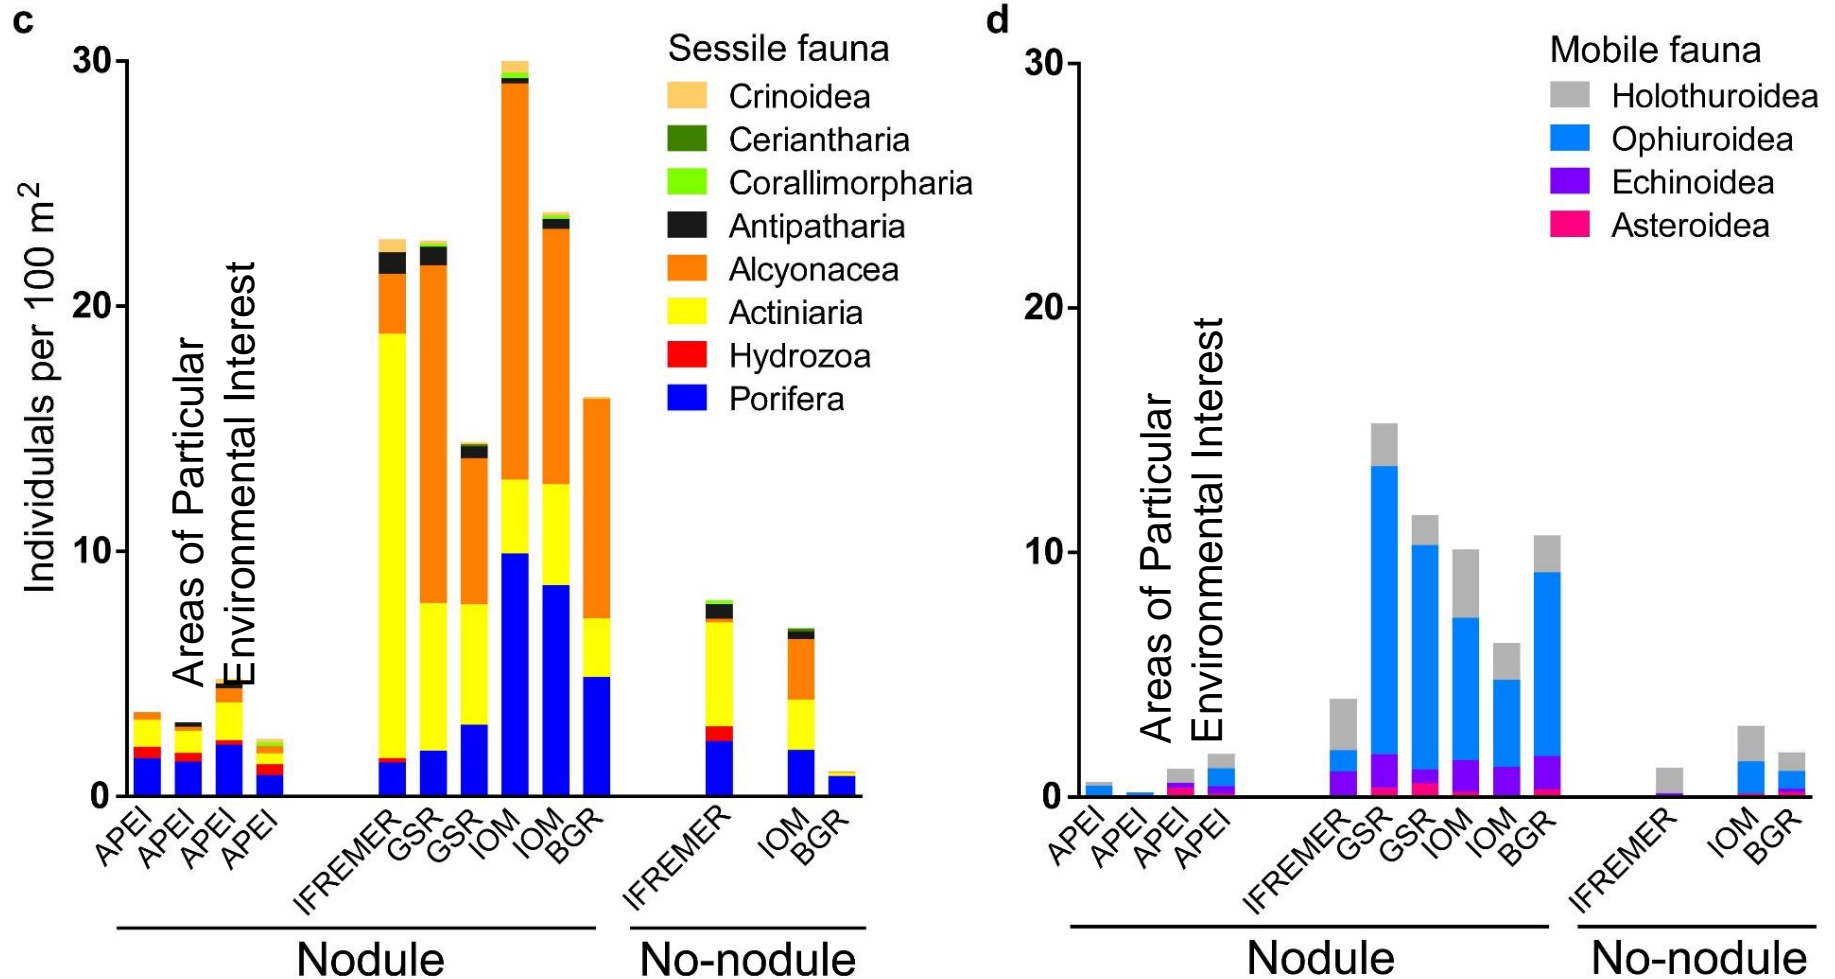 c
Individulals per 100 m2
30
20
10
0
Areas of Particular
Environmental Interest
Sessile fauna
Crinoidea
Ceriantharia
Corallimorpharia
Antipatharia
Alcyonacea
Actiniaria
Hydrozoa
Porifera
APEI
APEI
APEI
APEI
IFREMER
GSR
GSR
IOM
IOM
BGR
IFREMER
IOM
BGR
Nodule
No-nodule
d
30
20
10
0
Areas of Particular
Environmental Interest
Mobile fauna
Holothuroidea
Ophiuroidea
Echinoidea
Asteroidea
APEI
APEI
APEI
APEI
IFREMER
GSR
GSR
IOM
IOM
BGR
IFREMER
IOM
BGR
Nodule
No-nodule